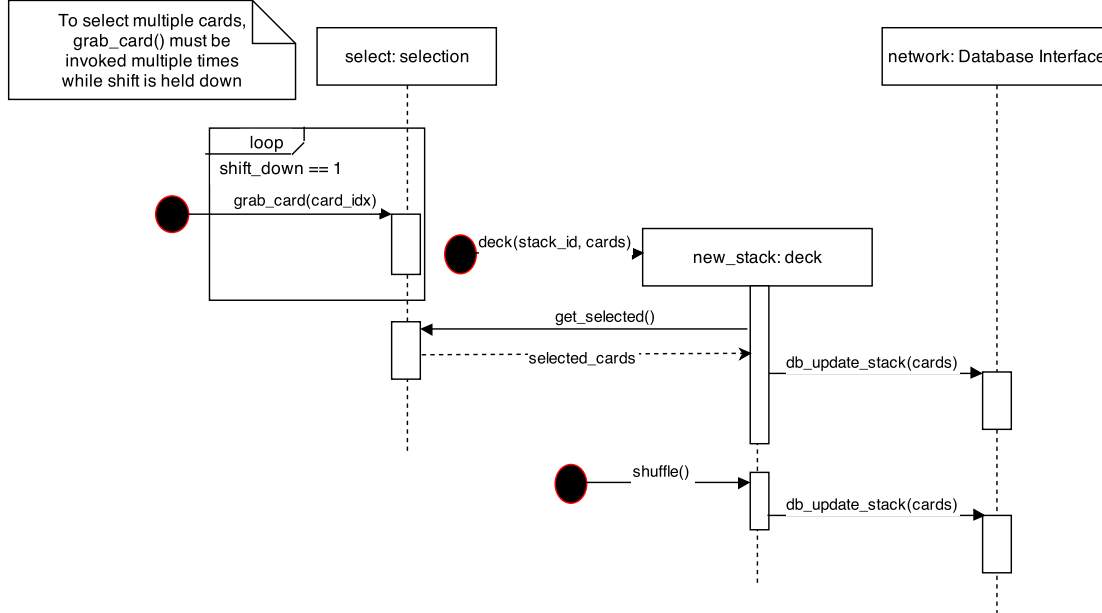 To select multiple cards,
grab_card() must be
invoked multiple times
while shift is held down
select: selection
network: Database Interface
loop
shift_down == 1
grab_card(card_idx)
deck(stack_id, cards)
new_stack: deck
get_selected()
selected_cards
db_update_stack(cards)
shuffle()
db_update_stack(cards)